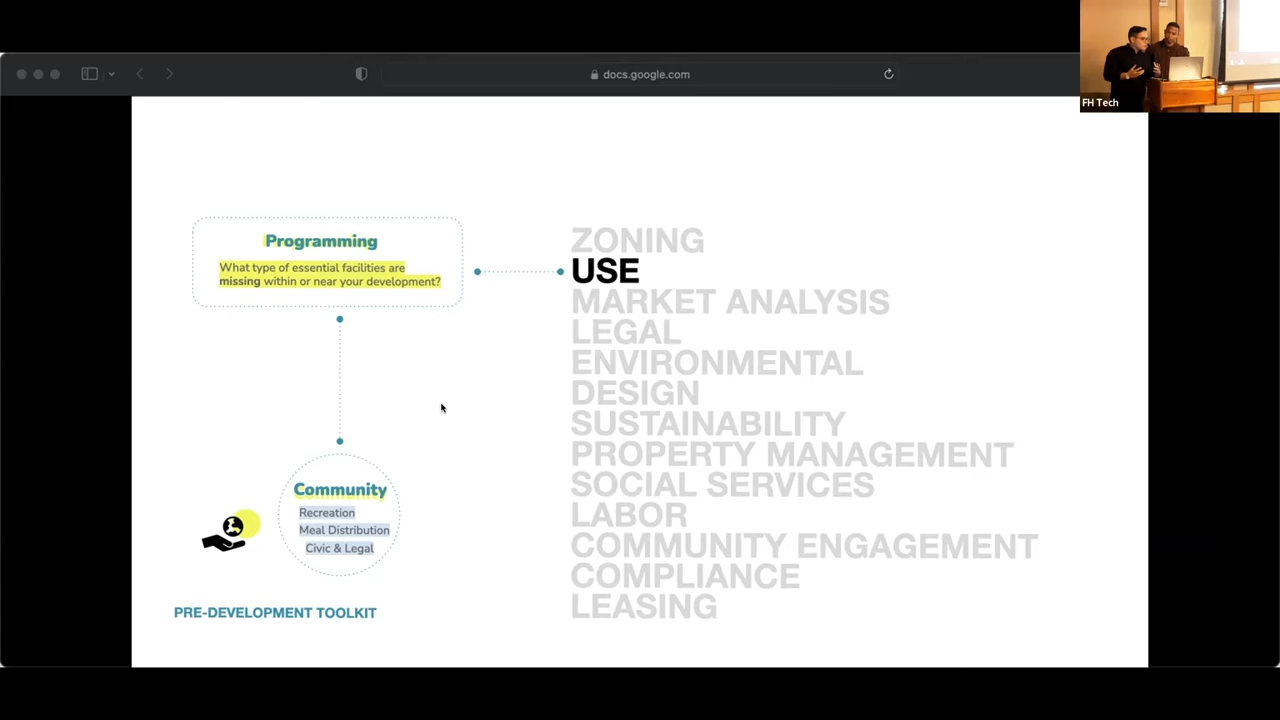 docs.google.com
FH Tech
Programming
What type of essential facilities are
missing within or near your development?
ZONING
USE
MARKET ANALYSIS
LEGAL
ENVIRONMENTAL
DESIGN
SUSTAINABILITY
PROPERTY MANAGEMENT
SOCIAL SERVICES
LABOR
COMMUNITY ENGAGEMENT
COMPLIANCE
LEASING
Community
Recreation
Meal Distribution
Civic & Legal
PRE-DEVELOPMENT TOOLKIT